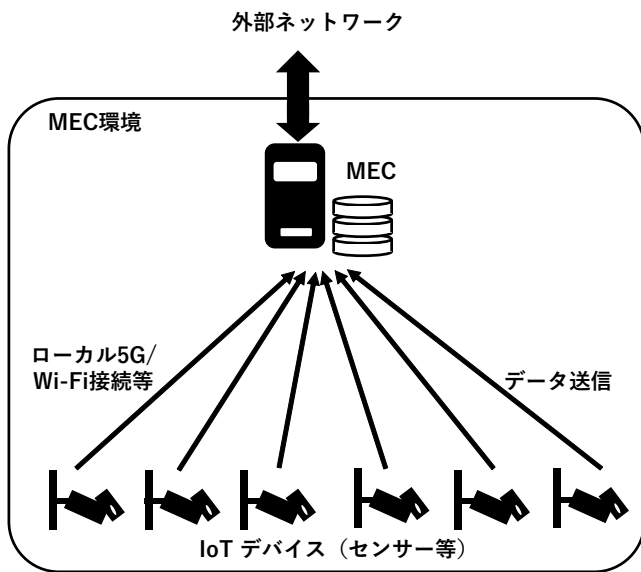 外部ネットワーク
MEC環境
MEC
ローカル5G/
Wi-Fi接続等
データ送信
IoT デバイス（センサー等）